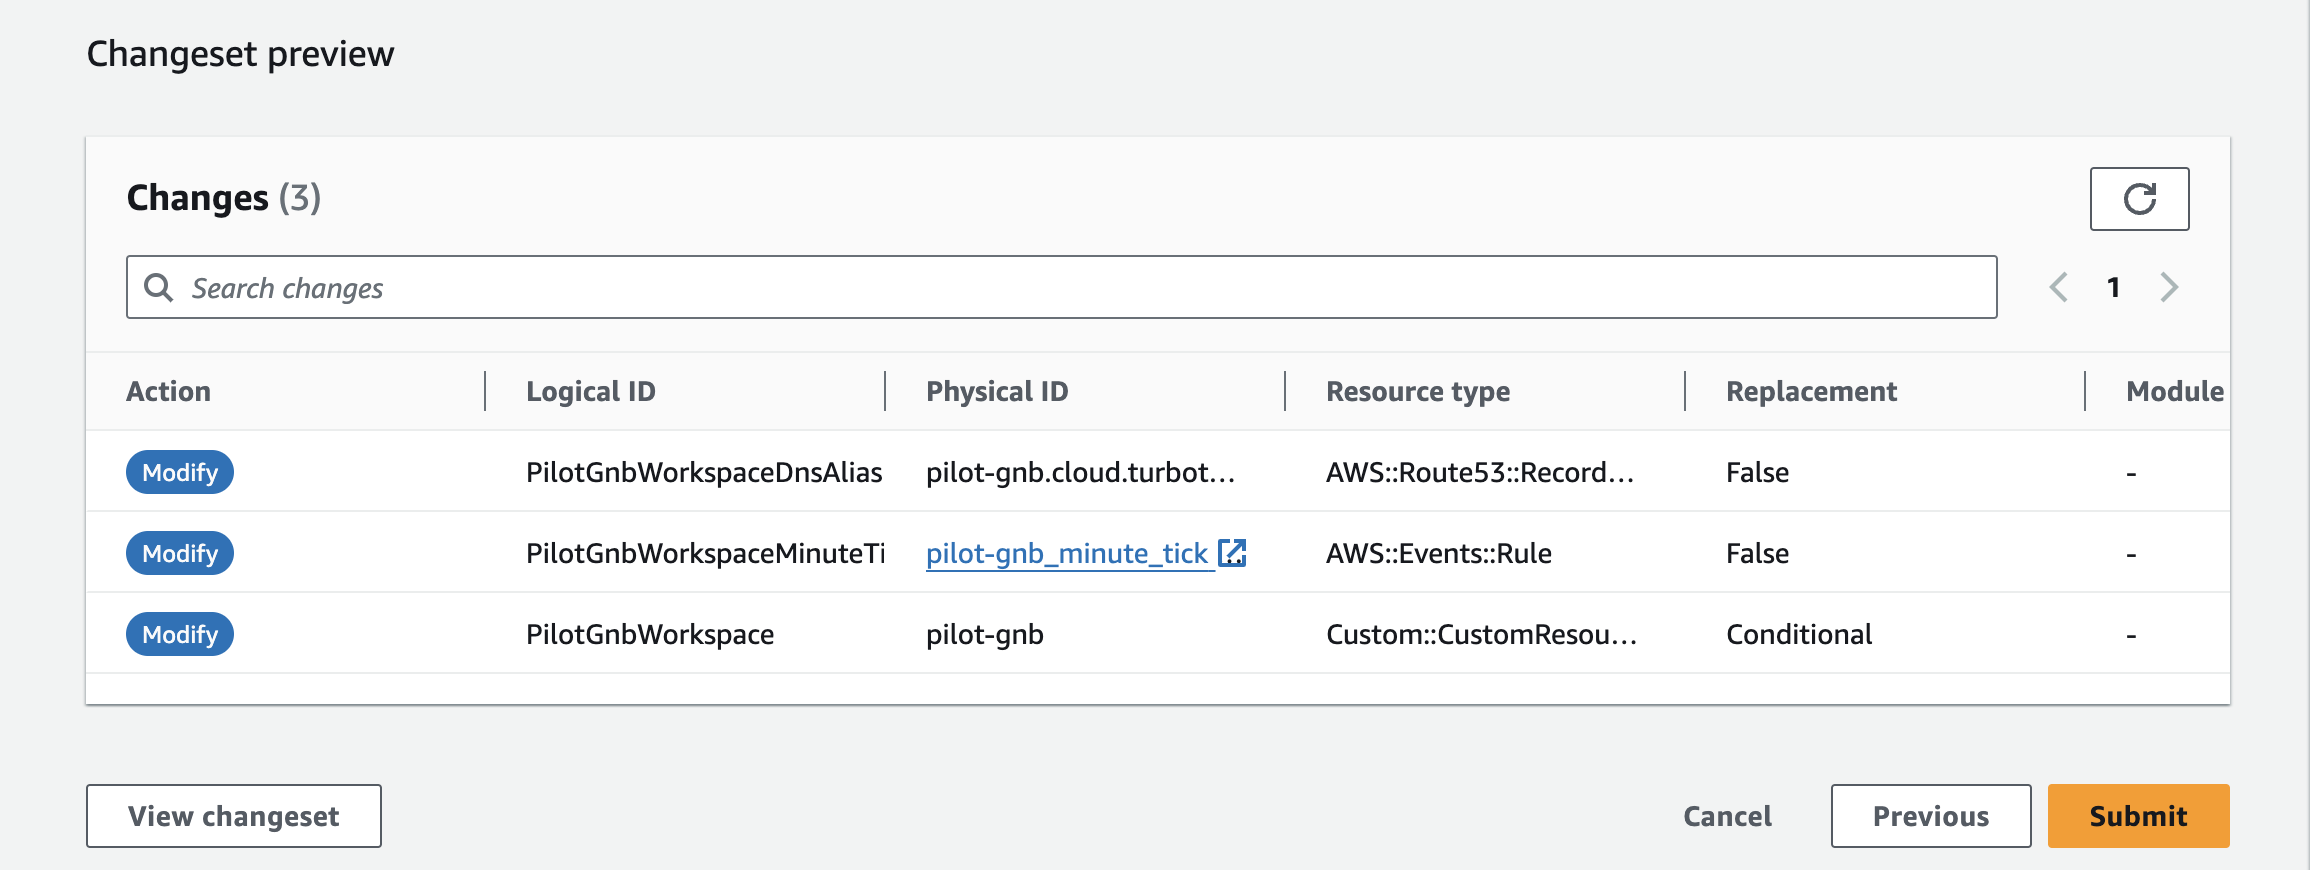 Changeset preview
Changes (3)
Search changes
1
Action Logical ID Physical ID Resource type Replacement Module
Modify PilotGnbWorkspaceDnsAlias pilot-gnb.cloud.turbot... AWS::Route53::Record... False -
Modify PilotGnbWorkspaceMinuteTi pilot-gnb_minute_tick AWS::Events::Rule False -
Modify PilotGnbWorkspace pilot-gnb Custom::CustomResou... Conditional -
View changeset Cancel Previous Submit